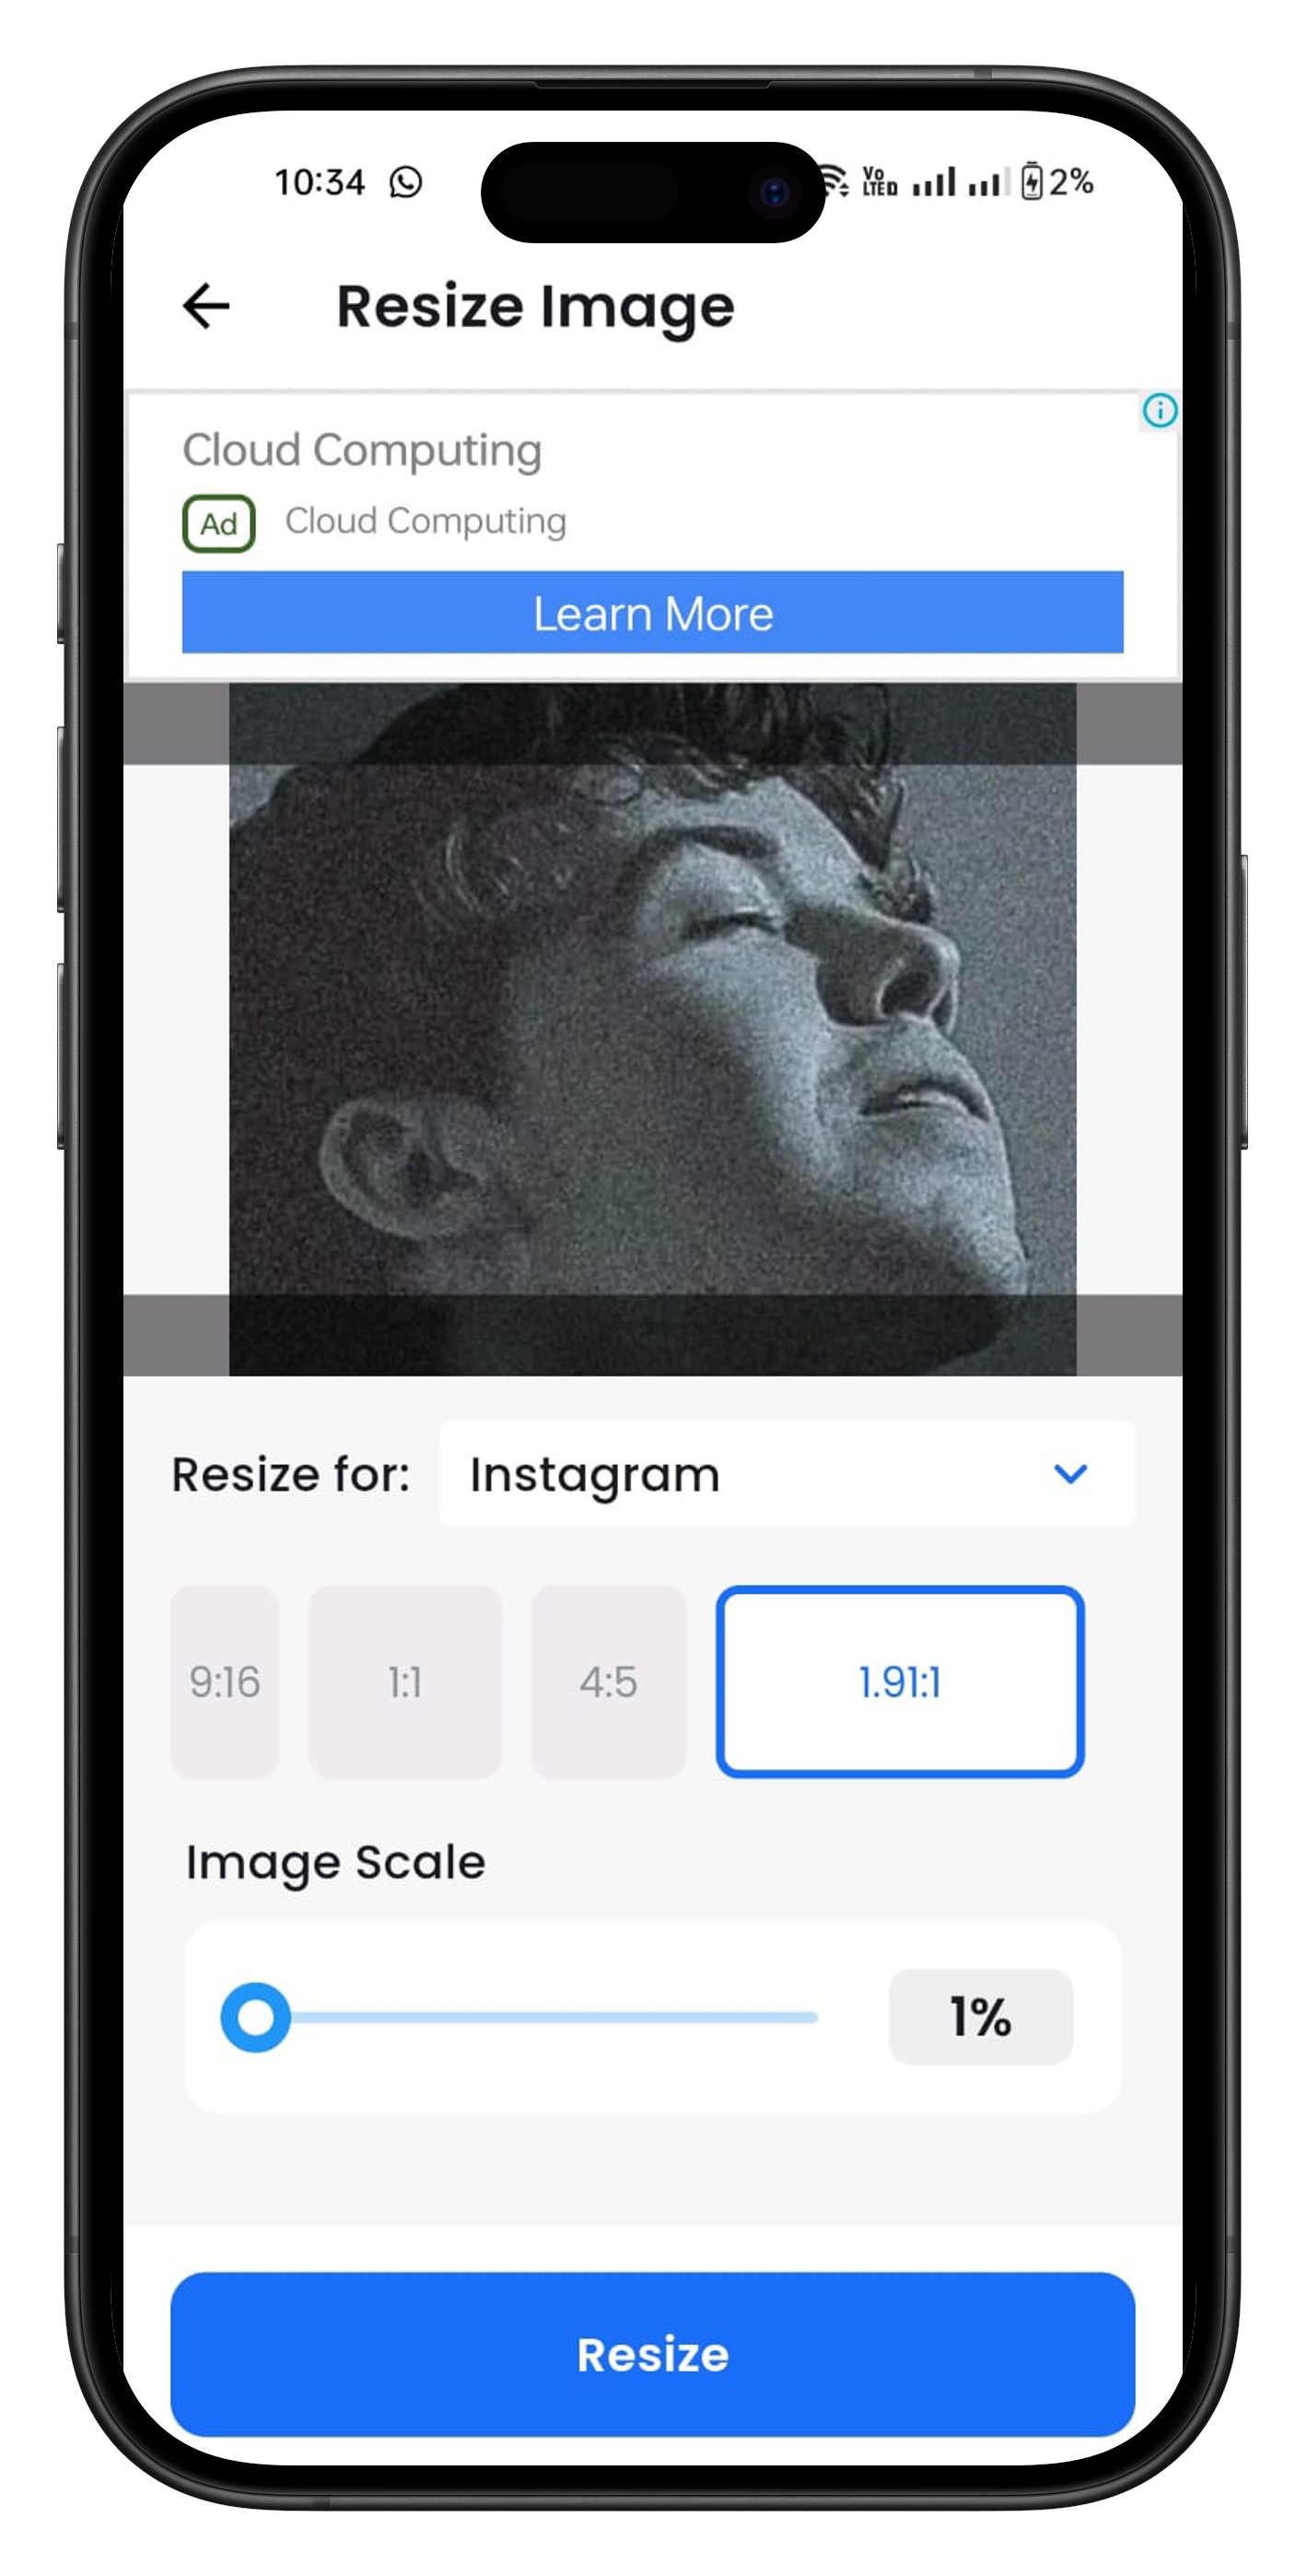 10:34 Vo LTE 2%
Resize Image
Cloud Computing
Ad Cloud Computing
Learn More
Resize for: Instagram
9:16 1:1 4:5 1.91:1
Image Scale
1%
Resize